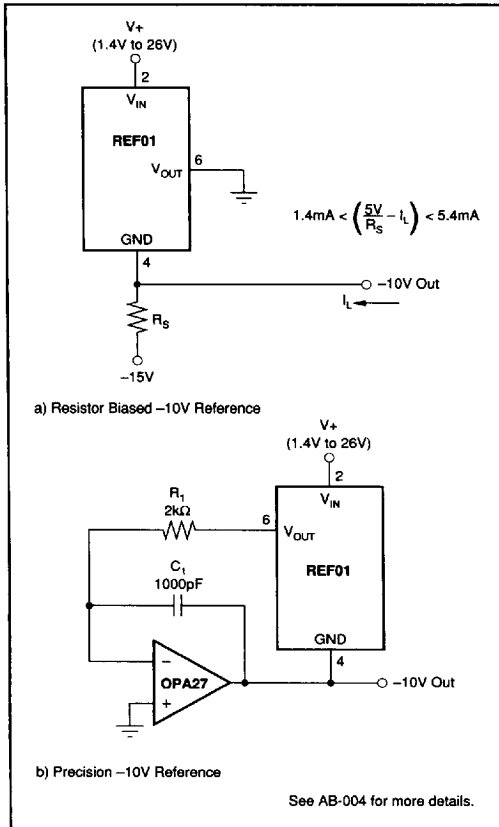 V+
(1.4V to 26V)
2
VIN
REF01
VOUT
6
1.4mA < (5V/RS – IL) < 5.4mA
GND
4
–10V Out
IL
RS
–15V
a) Resistor Biased –10V Reference
V+
(1.4V to 26V)
2
R1
2kΩ
6
VIN
VOUT
C1
1000pF
REF01
GND
4
–
OPA27
+
–10V Out
b) Precision –10V Reference
See AB-004 for more details.